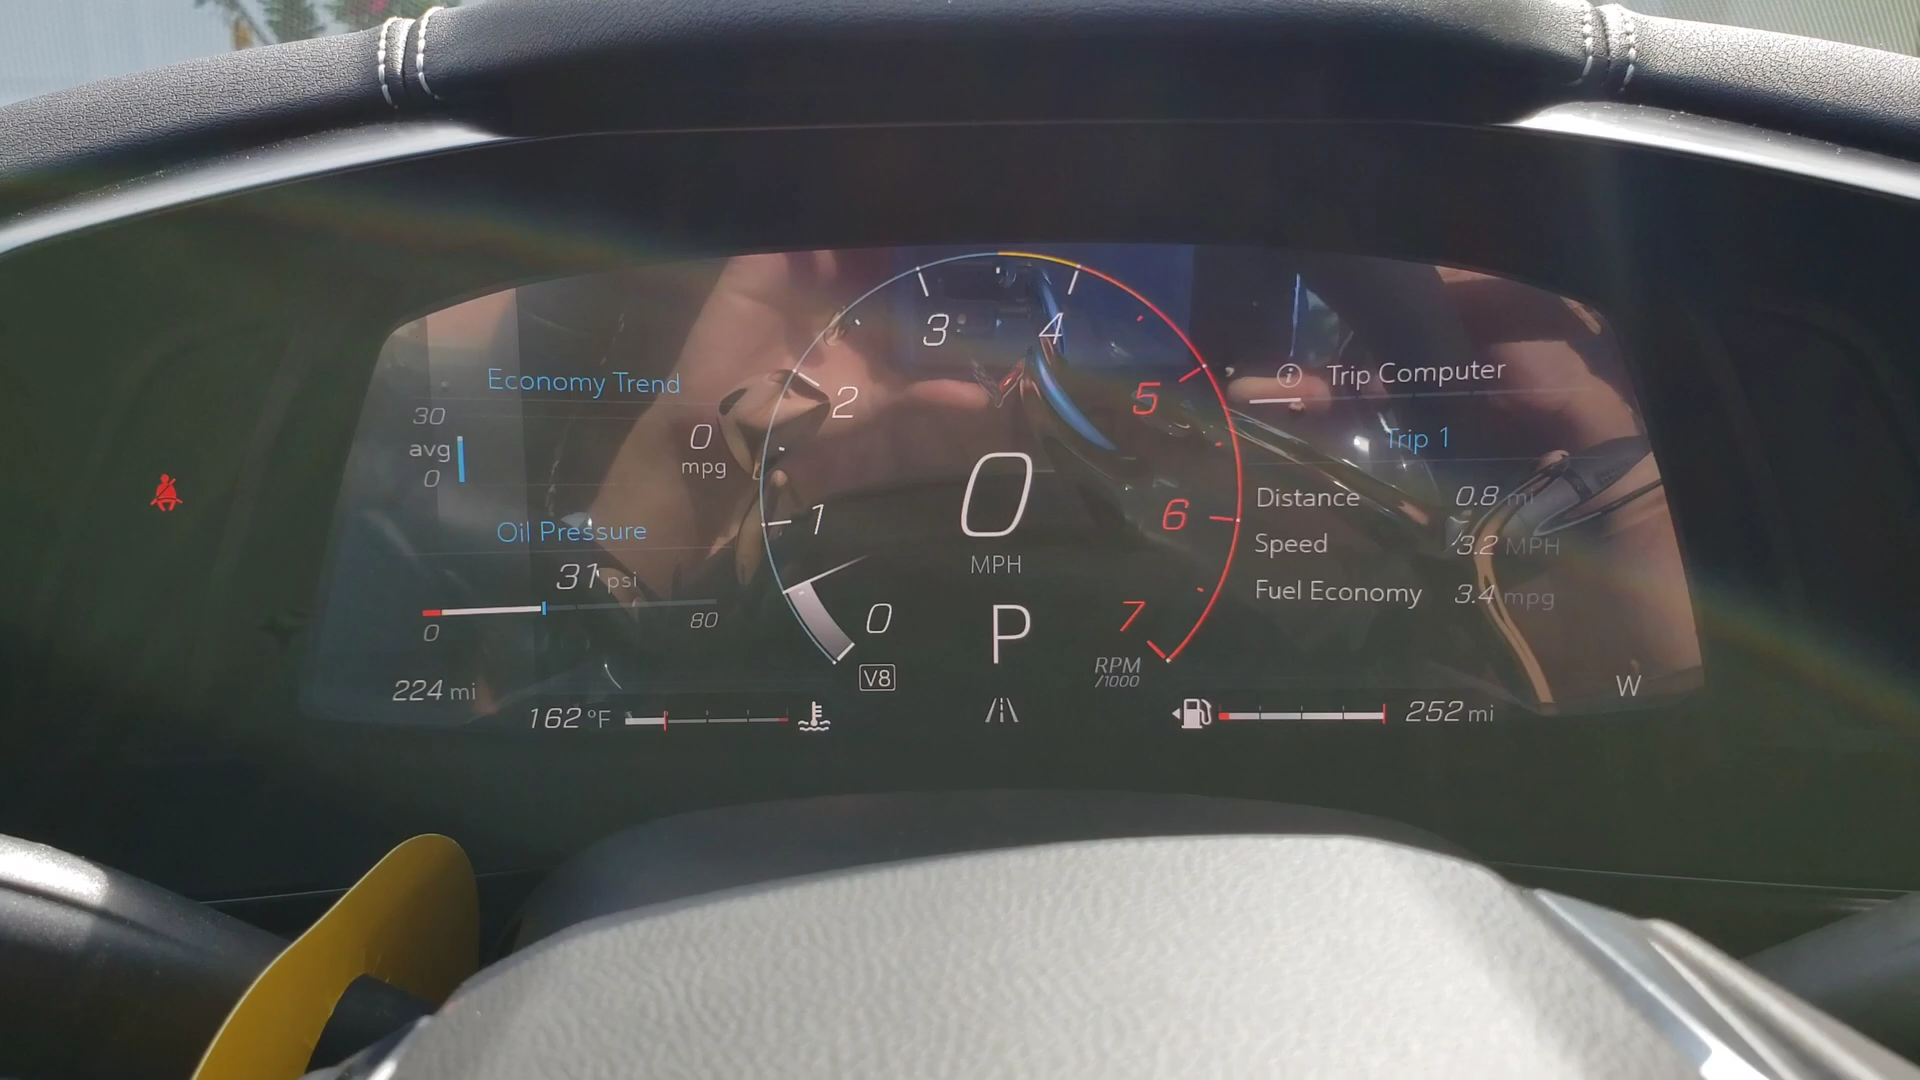 Economy Trend
30
avg
0
0
mpg
Oil Pressure
31 psi
0
80
224 mi
162 °F
0
1
2
3
4
5
6
7
0
MPH
P
V8
RPM
/1000
Trip Computer
Trip 1
Distance 0.8 mi
Speed 3.2 MPH
Fuel Economy 3.4 mpg
252 mi
W